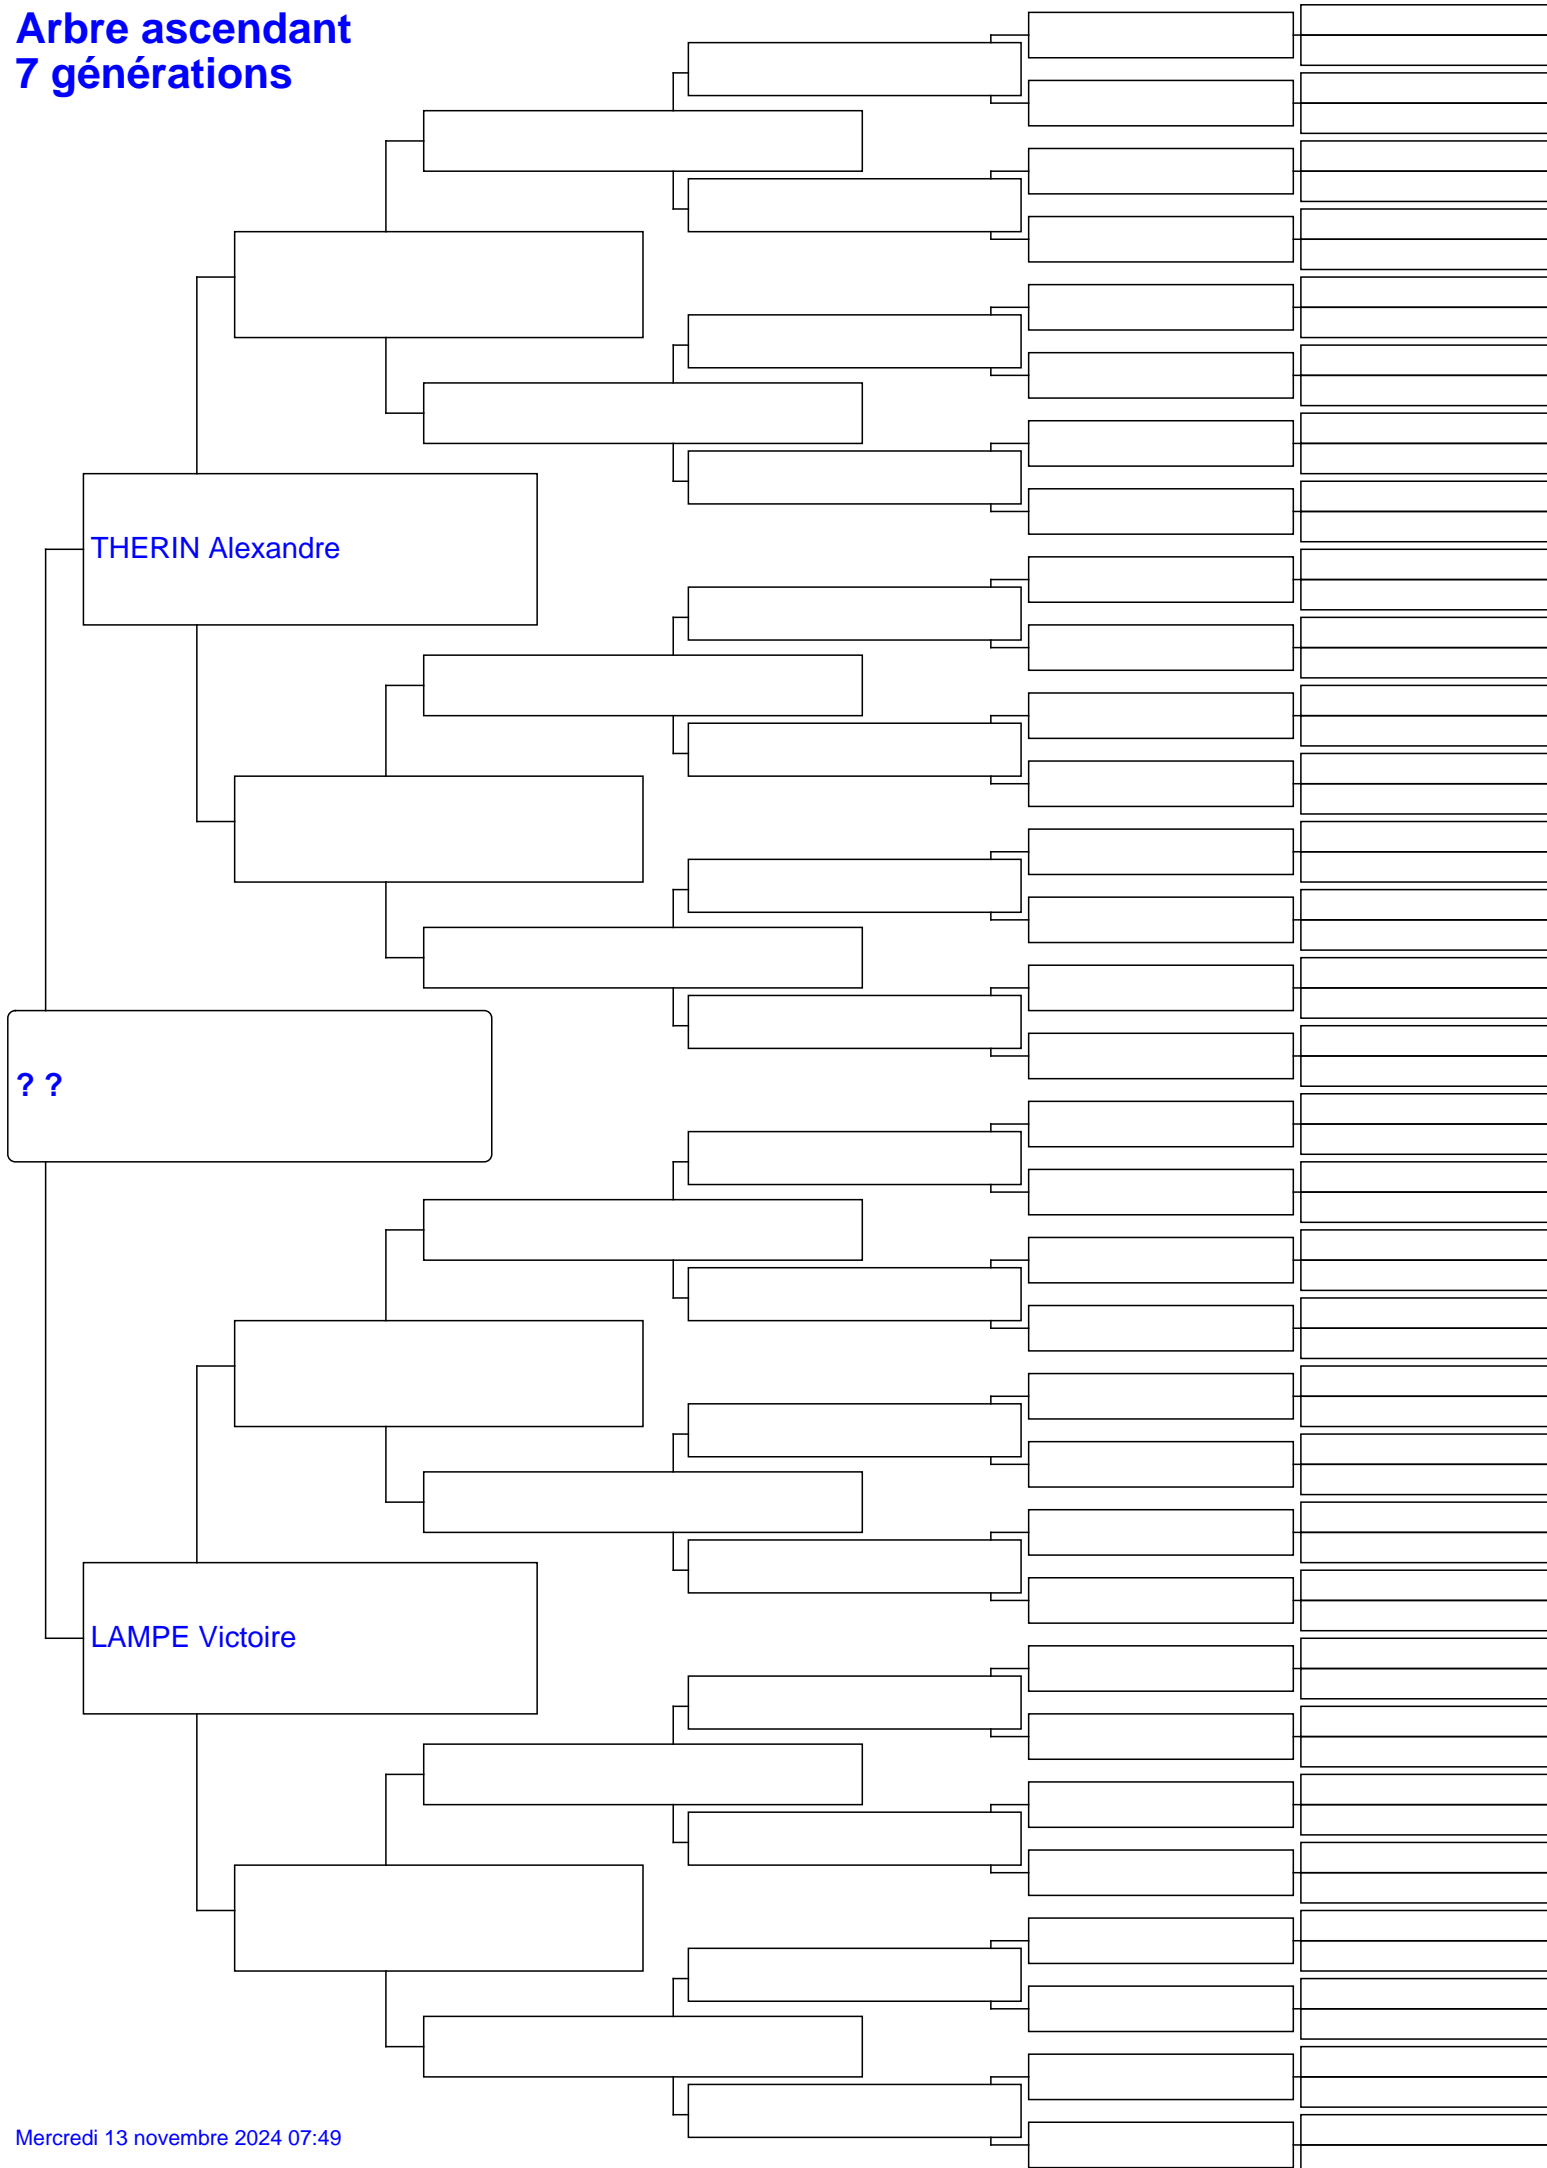 Arbre ascendant
7 générations
THERIN Alexandre
? ?
LAMPE Victoire
Mercredi 13 novembre 2024 07:49